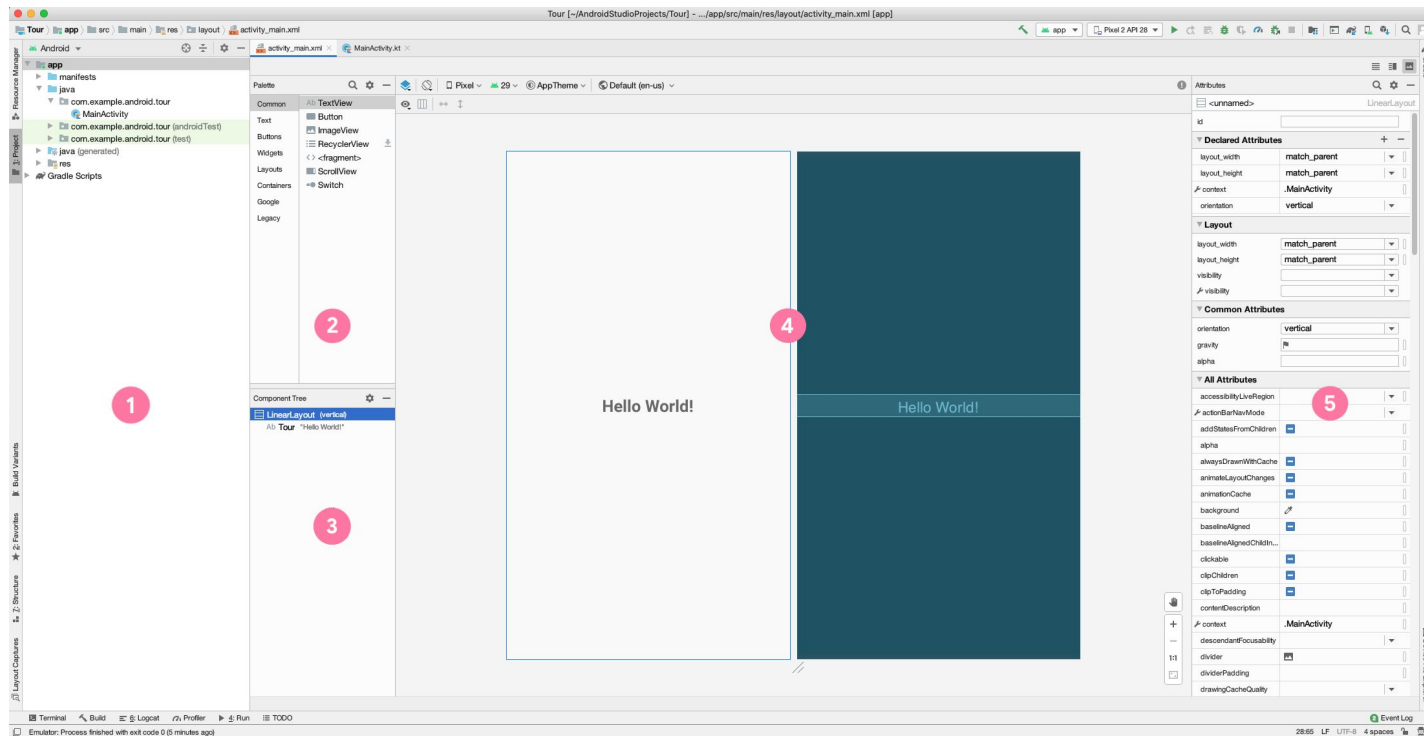 Tour [~/AndroidStudioProjects/Tour] - .../app/src/main/res/layout/activity_main.xml [app]
Tour app src main res layout activity_main.xml
app Pixel 2 API 28
Android
activity_main.xml MainActivity.kt
Resource Manager
1: Project
Build Variants
2: Favorites
7: Structure
Layout Captures
app
manifests
java
com.example.android.tour
MainActivity
com.example.android.tour (androidTest)
com.example.android.tour (test)
java (generated)
res
Gradle Scripts
1
Palette
Common
Text
Buttons
Widgets
Layouts
Containers
Google
Legacy
Ab TextView
Button
ImageView
RecyclerView
<> <fragment>
ScrollView
Switch
2
Component Tree
LinearLayout (vertical)
Ab Tour "Hello World!"
3
Pixel 29 AppTheme Default (en-us)
Hello World!
Hello World!
4
1:1
Attributes
<unnamed> LinearLayout
id
Declared Attributes
layout_width match_parent
layout_height match_parent
context .MainActivity
orientation vertical
Layout
layout_width match_parent
layout_height match_parent
visibility
visibility
Common Attributes
orientation vertical
gravity
alpha
All Attributes
accessibilityLiveRegion
5
actionBarNavMode
addStatesFromChildren
alpha
alwaysDrawnWithCache
animateLayoutChanges
animationCache
background
baselineAligned
baselineAlignedChildIn...
clickable
clipChildren
clipToPadding
contentDescription
context .MainActivity
descendantFocusability
divider
dividerPadding
drawingCacheQuality
Terminal Build 6: Logcat Profiler 4: Run TODO
2 Event Log
Emulator: Process finished with exit code 0 (5 minutes ago)
28:65 LF UTF-8 4 spaces